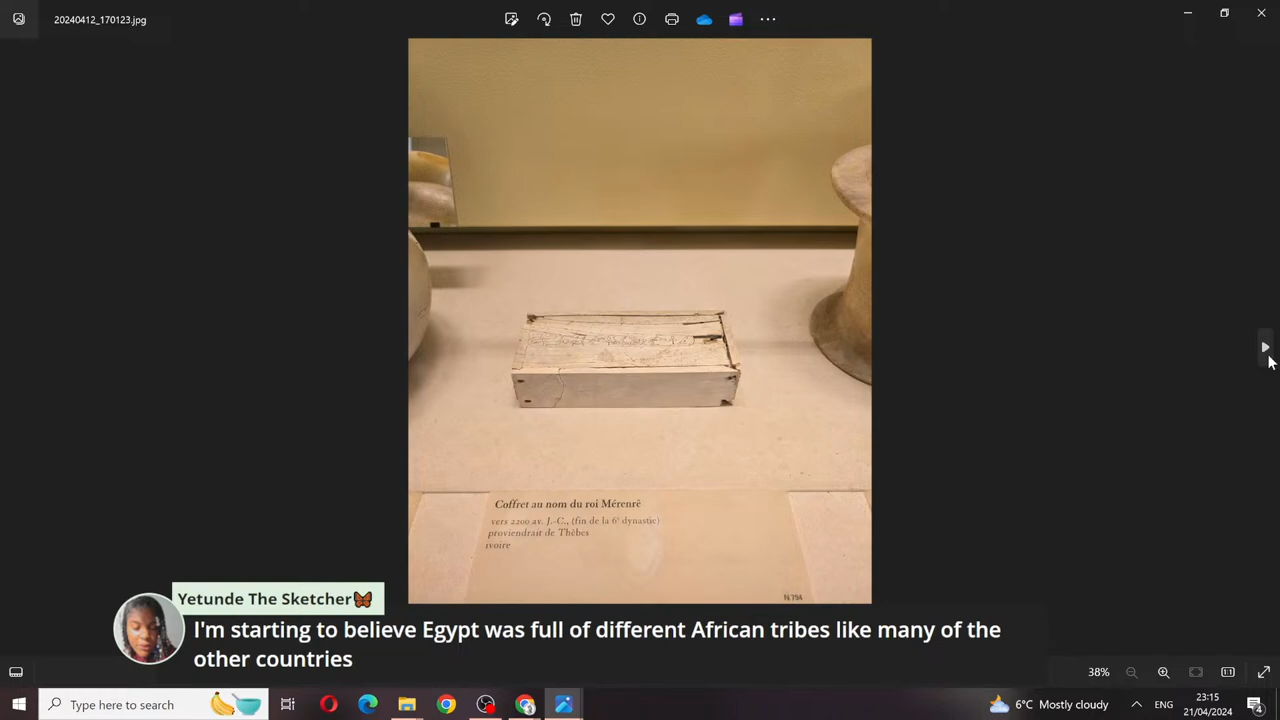 20240412_170123.jpg
Coffret au nom du roi Mérenrê
vers 2200 av. J.-C., (fin de la 6e dynastie)
proviendrait de Thèbes
ivoire
N 794
Yetunde The Sketcher🦋
I'm starting to believe Egypt was full of different African tribes like many of the
other countries
38%
Type here to search
6°C Mostly cloudy
ENG
23:15
21/04/2024
4